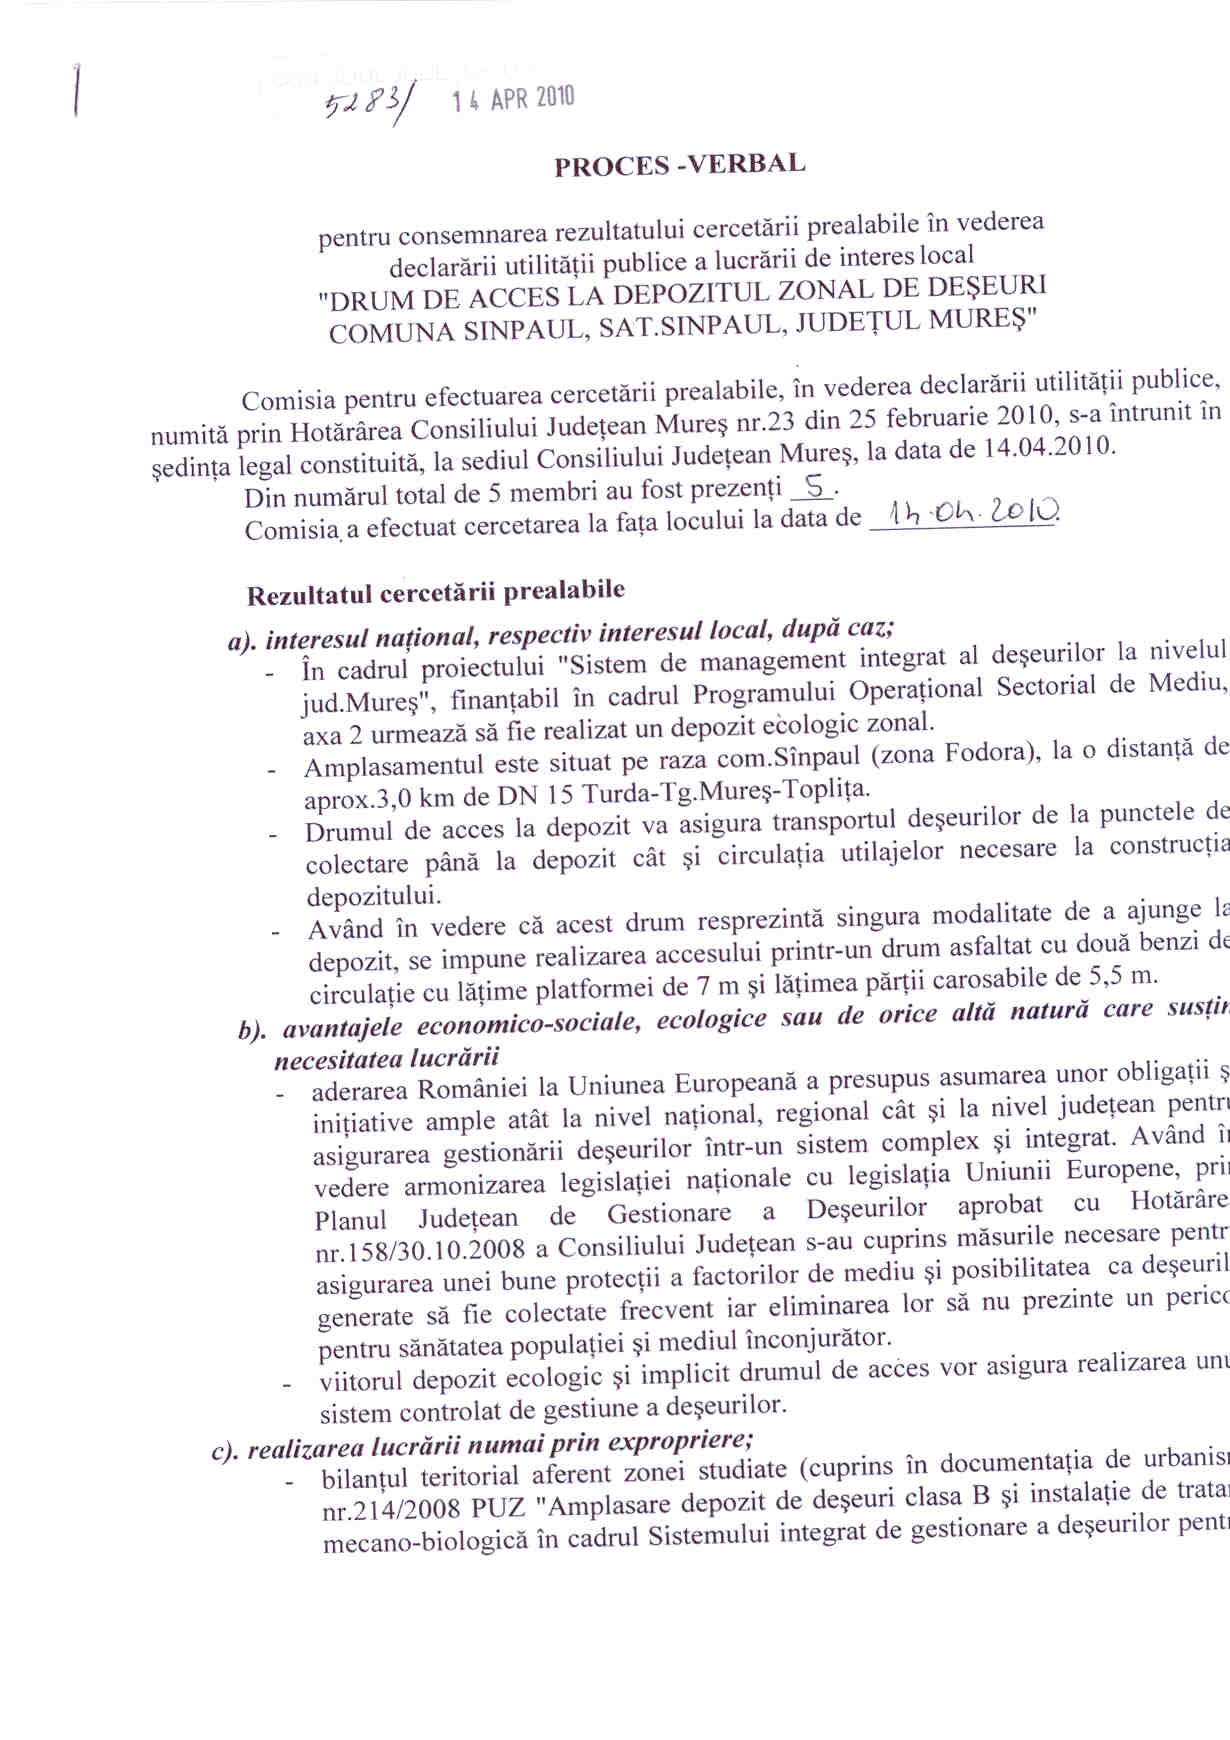 5283/ 14 APR 2010
PROCES -VERBAL
pentru consemnarea rezultatului cercetării prealabile în vederea
declarării utilităţii publice a lucrării de interes local
"DRUM DE ACCES LA DEPOZITUL ZONAL DE DEŞEURI
COMUNA SINPAUL, SAT.SINPAUL, JUDEŢUL MUREŞ"
Comisia pentru efectuarea cercetării prealabile, în vederea declarării utilităţii publice,
numită prin Hotărârea Consiliului Judeţean Mureş nr.23 din 25 februarie 2010, s-a întrunit în
şedinţa legal constituită, la sediul Consiliului Judeţean Mureş, la data de 14.04.2010.
Din numărul total de 5 membri au fost prezenţi 5.
Comisia a efectuat cercetarea la faţa locului la data de 14.04.2010.
Rezultatul cercetării prealabile
a). interesul naţional, respectiv interesul local, după caz;
- În cadrul proiectului "Sistem de management integrat al deşeurilor la nivelul
jud.Mureş", finanţabil în cadrul Programului Operaţional Sectorial de Mediu,
axa 2 urmează să fie realizat un depozit ecologic zonal.
- Amplasamentul este situat pe raza com.Sînpaul (zona Fodora), la o distanţă de
aprox.3,0 km de DN 15 Turda-Tg.Mureş-Topliţa.
- Drumul de acces la depozit va asigura transportul deşeurilor de la punctele de
colectare până la depozit cât şi circulaţia utilajelor necesare la construcţia
depozitului.
- Având în vedere că acest drum resprezintă singura modalitate de a ajunge la
depozit, se impune realizarea accesului printr-un drum asfaltat cu două benzi de
circulaţie cu lăţime platformei de 7 m şi lăţimea părţii carosabile de 5,5 m.
b). avantajele economico-sociale, ecologice sau de orice altă natură care susţin
necesitatea lucrării
- aderarea României la Uniunea Europeană a presupus asumarea unor obligaţii ş
iniţiative ample atât la nivel naţional, regional cât şi la nivel judeţean pentru
asigurarea gestionării deşeurilor într-un sistem complex şi integrat. Având în
vedere armonizarea legislaţiei naţionale cu legislaţia Uniunii Europene, prin
Planul Judeţean de Gestionare a Deşeurilor aprobat cu Hotărâre
nr.158/30.10.2008 a Consiliului Judeţean s-au cuprins măsurile necesare pentr
asigurarea unei bune protecţii a factorilor de mediu şi posibilitatea ca deşeuril
generate să fie colectate frecvent iar eliminarea lor să nu prezinte un perico
pentru sănătatea populaţiei şi mediul înconjurător.
- viitorul depozit ecologic şi implicit drumul de acces vor asigura realizarea unu
sistem controlat de gestiune a deşeurilor.
c). realizarea lucrării numai prin expropriere;
- bilanţul teritorial aferent zonei studiate (cuprins în documentaţia de urbanism
nr.214/2008 PUZ "Amplasare depozit de deşeuri clasa B şi instalaţie de tratar
mecano-biologică în cadrul Sistemului integrat de gestionare a deşeurilor pentr